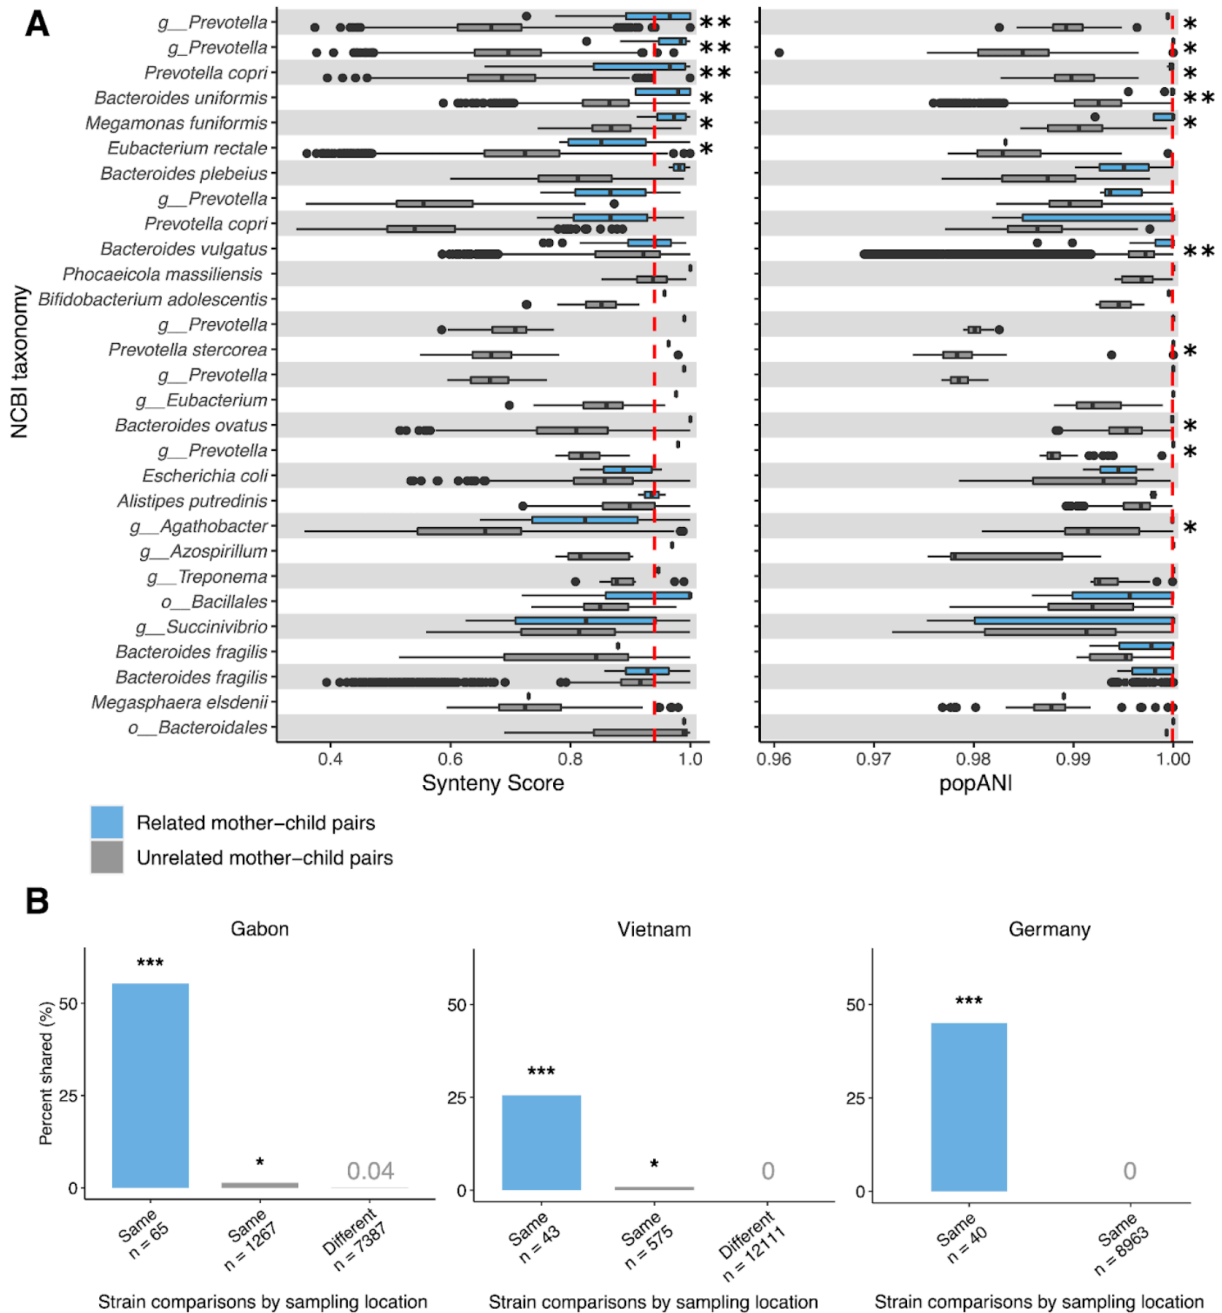 A
NCBI taxonomy
g__Prevotella
g_Prevotella
Prevotella copri
Bacteroides uniformis
Megamonas funiformis
Eubacterium rectale
Bacteroides plebeius
g__Prevotella
Prevotella copri
Bacteroides vulgatus
Phocaeicola massiliensis
Bifidobacterium adolescentis
g__Prevotella
Prevotella stercorea
g__Prevotella
g__Eubacterium
Bacteroides ovatus
g__Prevotella
Escherichia coli
Alistipes putredinis
g__Agathobacter
g__Azospirillum
g__Treponema
o__Bacillales
g__Succinivibrio
Bacteroides fragilis
Bacteroides fragilis
Megasphaera elsdenii
o__Bacteroidales
**
**
**
*
*
*
*
*
*
**
*
**
*
*
*
*
0.4 0.6 0.8 1.0
Synteny Score
0.96 0.97 0.98 0.99 1.00
popANI
Related mother−child pairs
Unrelated mother−child pairs
B
Gabon
Percent shared (%)
50
25
0
***
*
0.04
Same
n = 65
Same
n = 1267
Different
n = 7387
Strain comparisons by sampling location
Vietnam
50
25
0
***
*
0
Same
n = 43
Same
n = 575
Different
n = 12111
Strain comparisons by sampling location
Germany
50
25
0
***
0
Same
n = 40
Same
n = 8963
Strain comparisons by sampling location